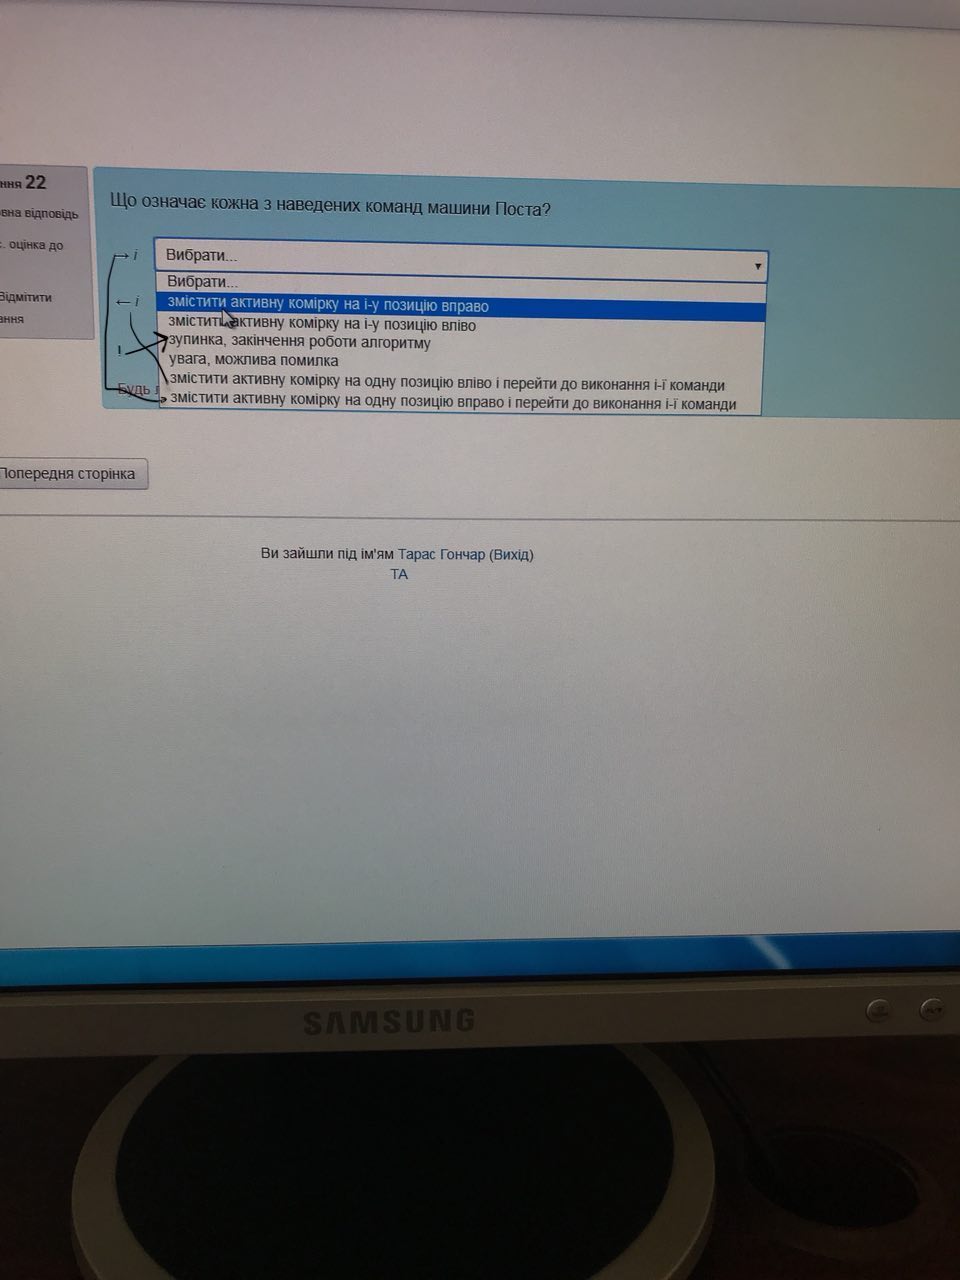 ння 22
вна відповідь
с. оцінка до
Відмітити
ання
Що означає кожна з наведених команд машини Поста?
→ i
Вибрати...
Вибрати...
← i
змістити активну комірку на і-у позицію вправо
змістити активну комірку на і-у позицію вліво
!
зупинка, закінчення роботи алгоритму
увага, можлива помилка
змістити активну комірку на одну позицію вліво і перейти до виконання і-ї команди
Будь
змістити активну комірку на одну позицію вправо і перейти до виконання і-ї команди
Попередня сторінка
Ви зайшли під ім'ям Тарас Гончар (Вихід)
ТА
SAMSUNG